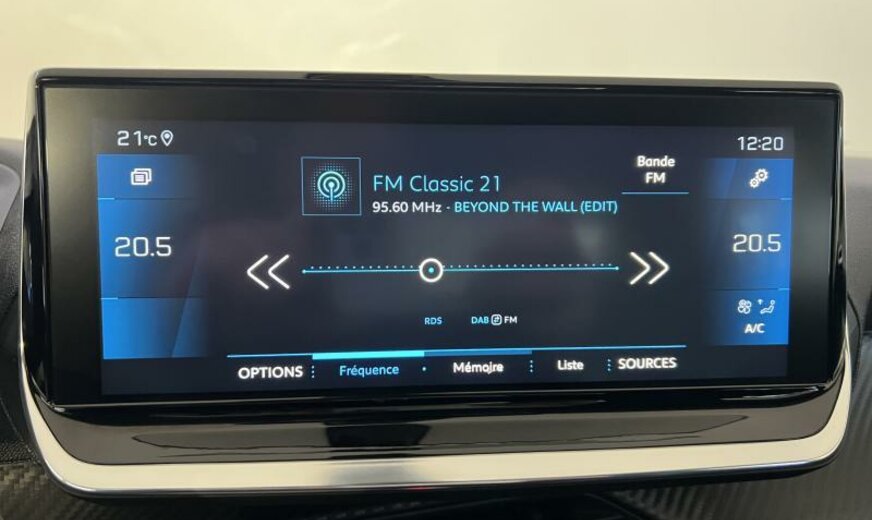 21°C
12:20
Bande
FM
FM Classic 21
95.60 MHz - BEYOND THE WALL (EDIT)
20.5
20.5
RDS
DAB FM
A/C
OPTIONS
Fréquence
Mémoire
Liste
SOURCES